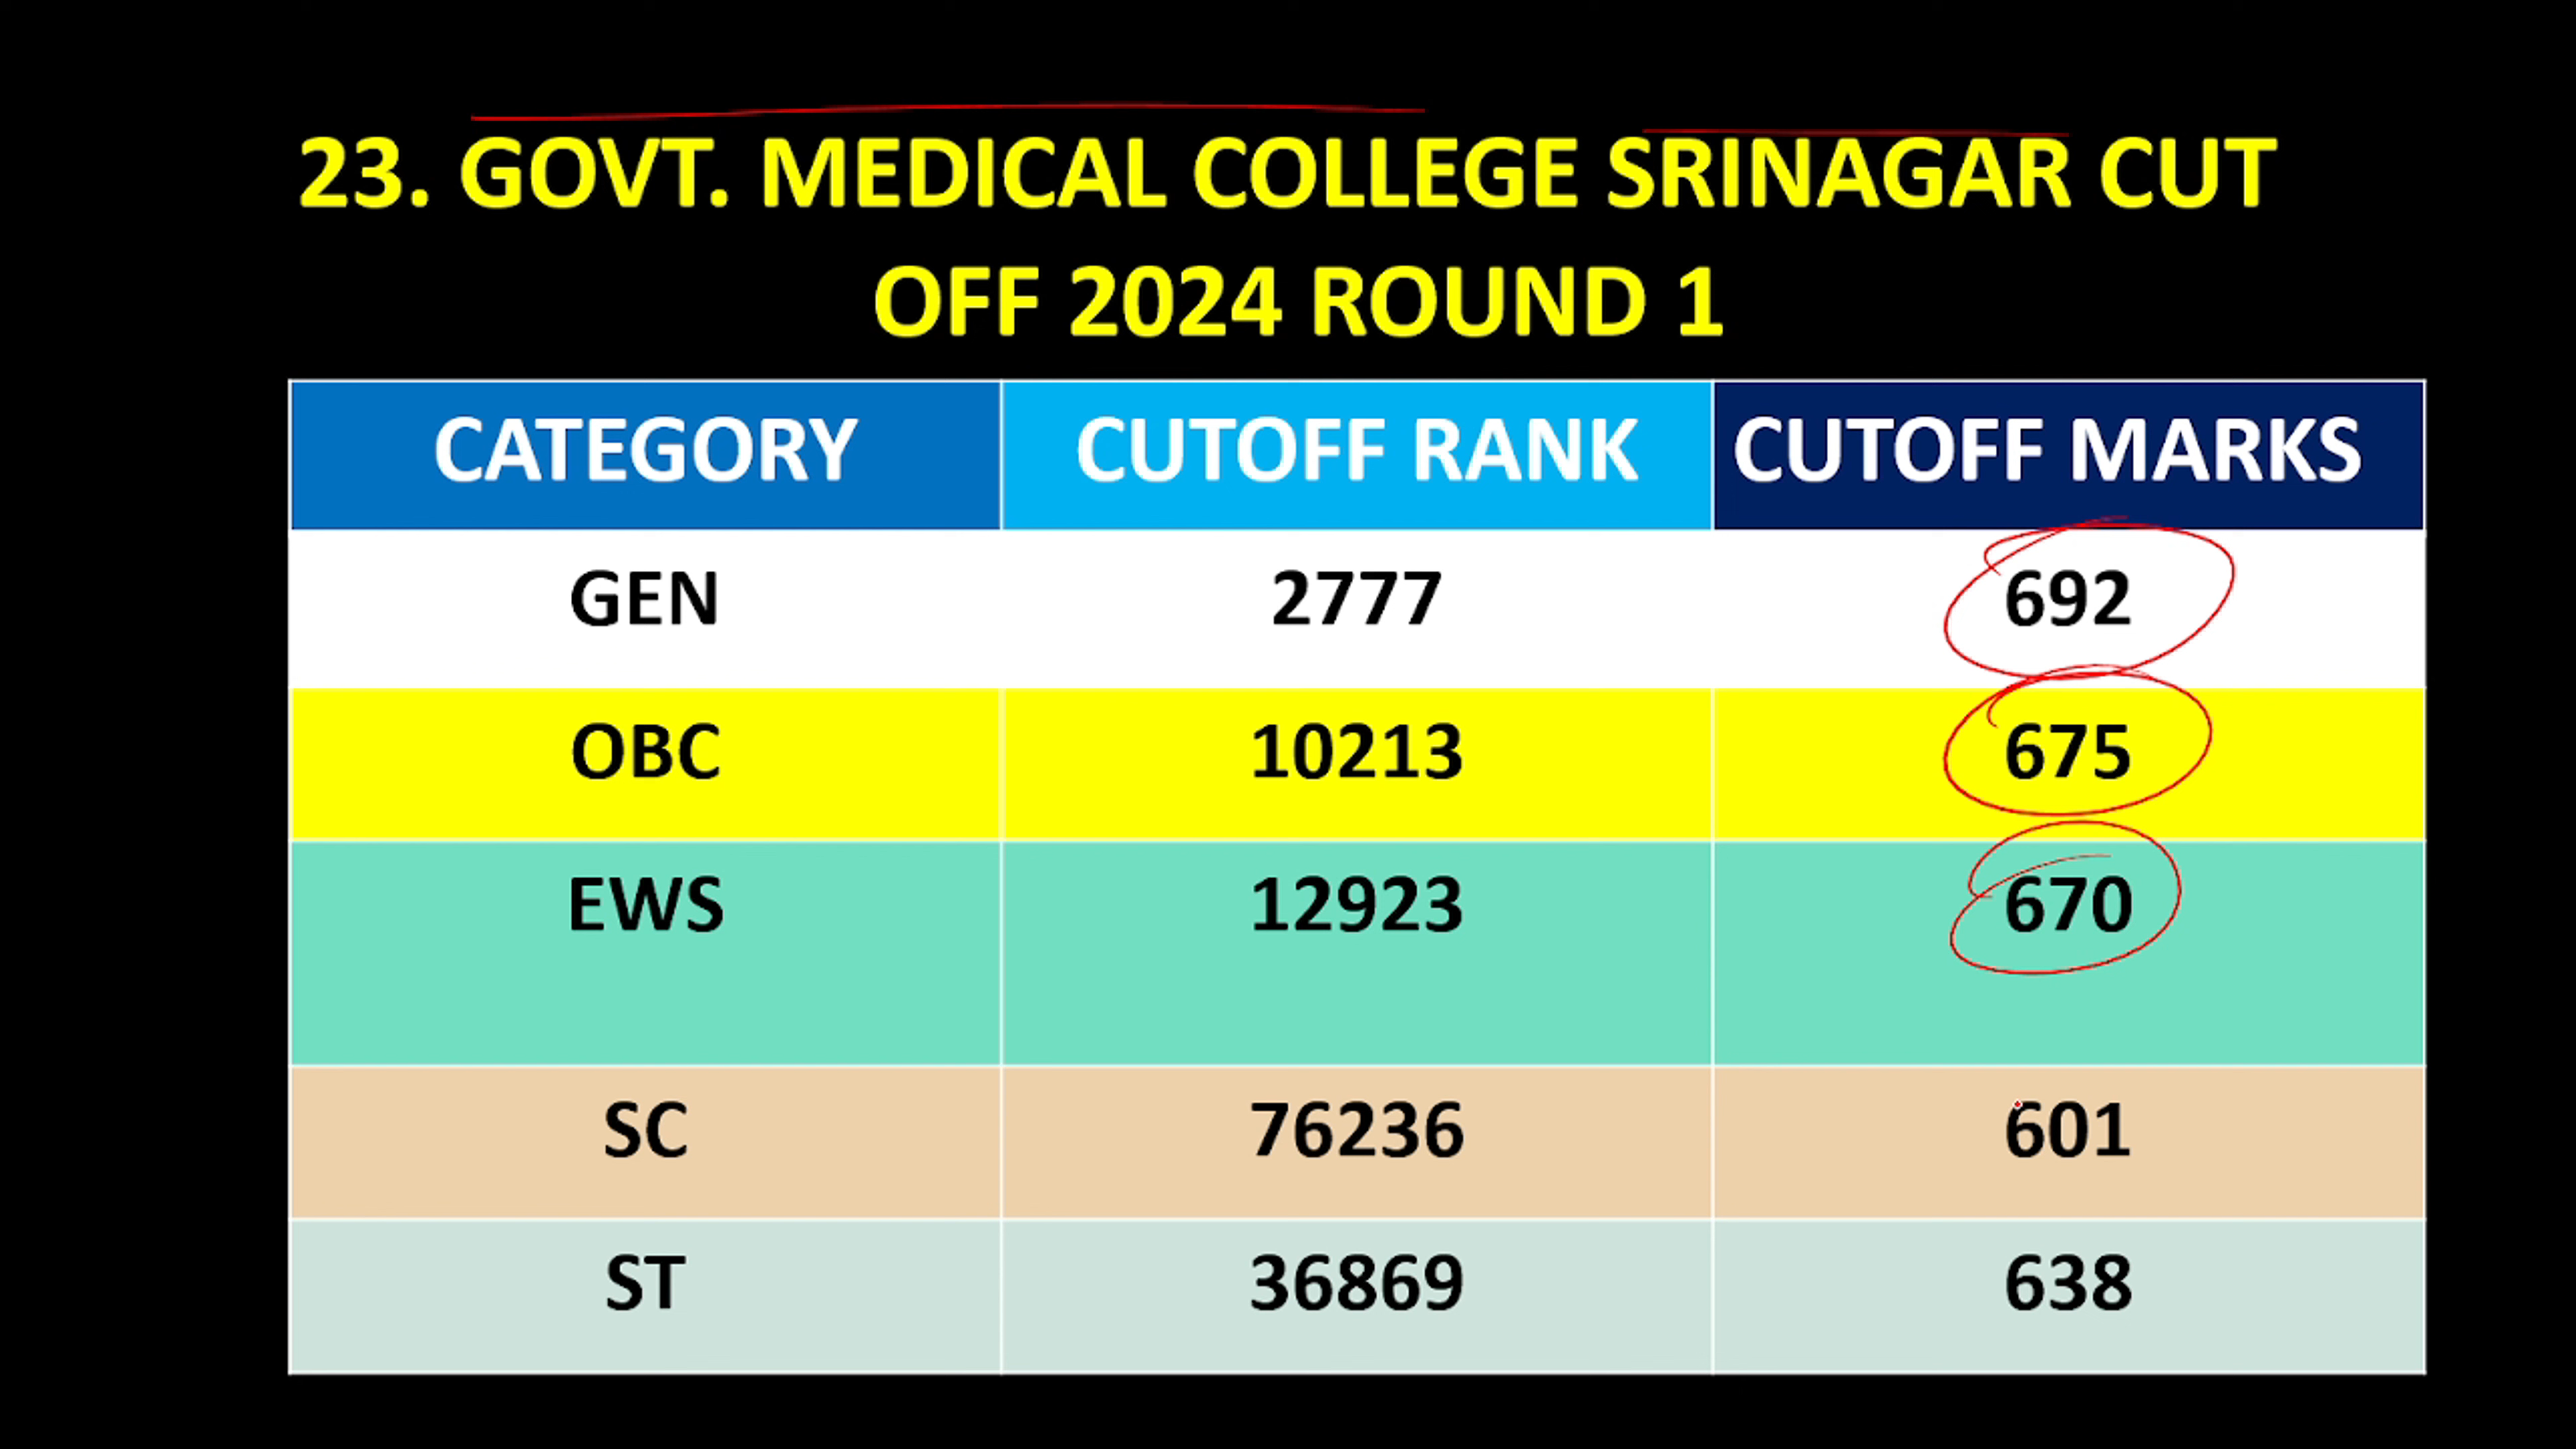 23. GOVT. MEDICAL COLLEGE SRINAGAR CUT
OFF 2024 ROUND 1
CATEGORY CUTOFF RANK CUTOFF MARKS
GEN 2777 692
OBC 10213 675
EWS 12923 670
SC 76236 601
ST 36869 638